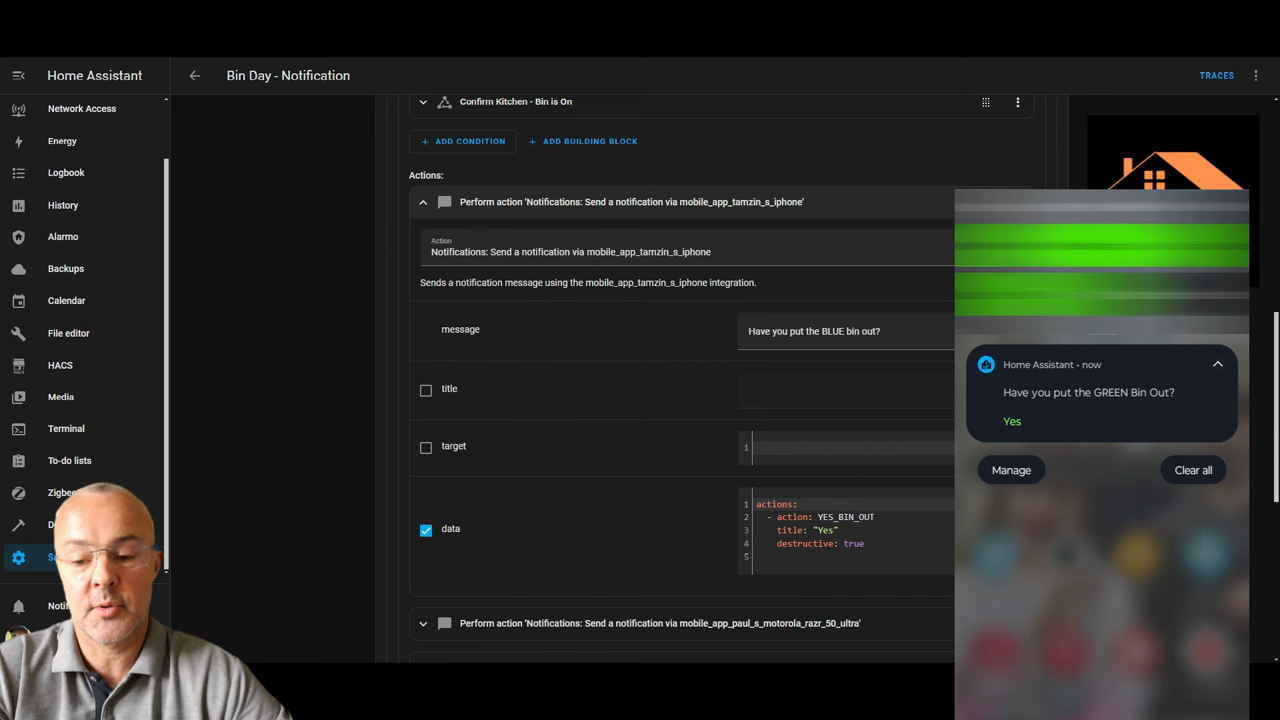 Home Assistant
Bin Day - Notification
TRACES
Network Access
Energy
Logbook
History
Alarmo
Backups
Calendar
File editor
HACS
Media
Terminal
To-do lists
Confirm Kitchen - Bin is On
+ ADD CONDITION
+ ADD BUILDING BLOCK
Actions:
Perform action 'Notifications: Send a notification via mobile_app_tamzin_s_iphone'
Action
Notifications: Send a notification via mobile_app_tamzin_s_iphone
Sends a notification message using the mobile_app_tamzin_s_iphone integration.
message
Have you put the BLUE bin out?
title
target
1
data
1 actions:
2 - action: YES_BIN_OUT
3 title: "Yes"
4 destructive: true
5
Perform action 'Notifications: Send a notification via mobile_app_paul_s_motorola_razr_50_ultra'
Home Assistant • now
Have you put the GREEN Bin Out?
Yes
Manage
Clear all